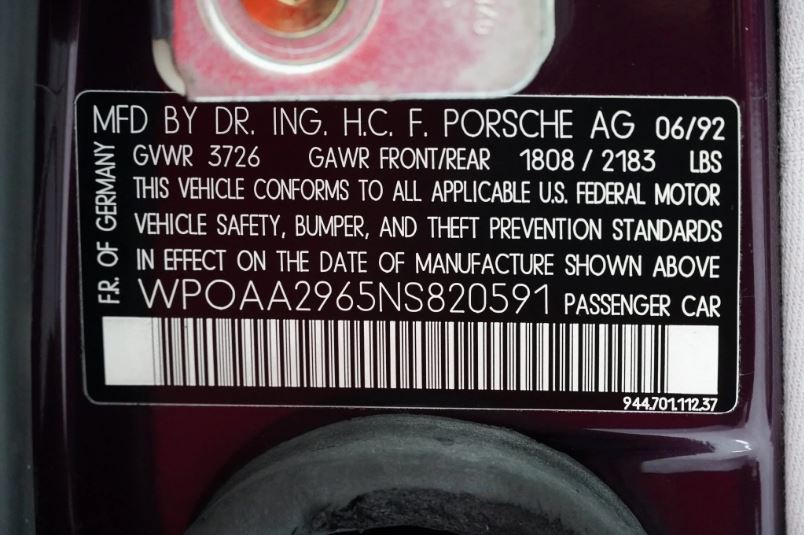 MFD BY DR. ING. H.C. F. PORSCHE AG 06/92
GVWR 3726 GAWR FRONT/REAR 1808 / 2183 LBS
THIS VEHICLE CONFORMS TO ALL APPLICABLE U.S. FEDERAL MOTOR
VEHICLE SAFETY, BUMPER, AND THEFT PREVENTION STANDARDS
IN EFFECT ON THE DATE OF MANUFACTURE SHOWN ABOVE
WP0AA2965NS820591 PASSENGER CAR
F.R. OF GERMANY
944.701.112.37